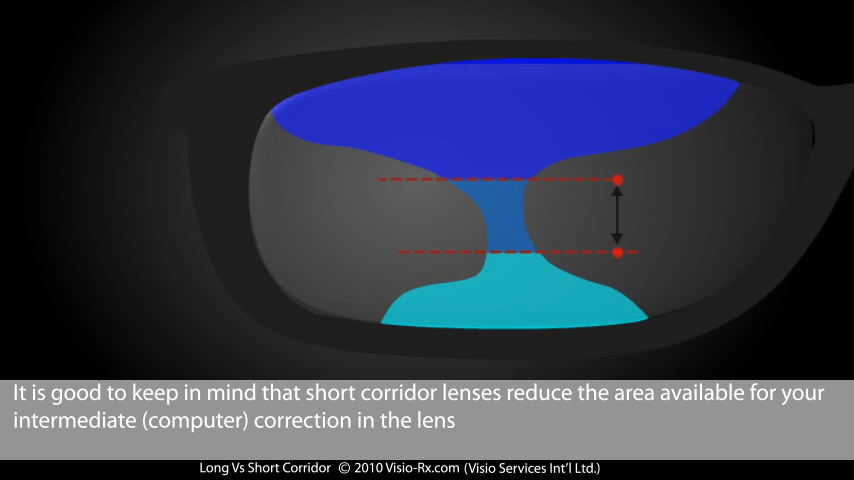 It is good to keep in mind that short corridor lenses reduce the area available for your
intermediate (computer) correction in the lens
Long Vs Short Corridor © 2010 Visio-Rx.com (Visio Services Int'l Ltd.)